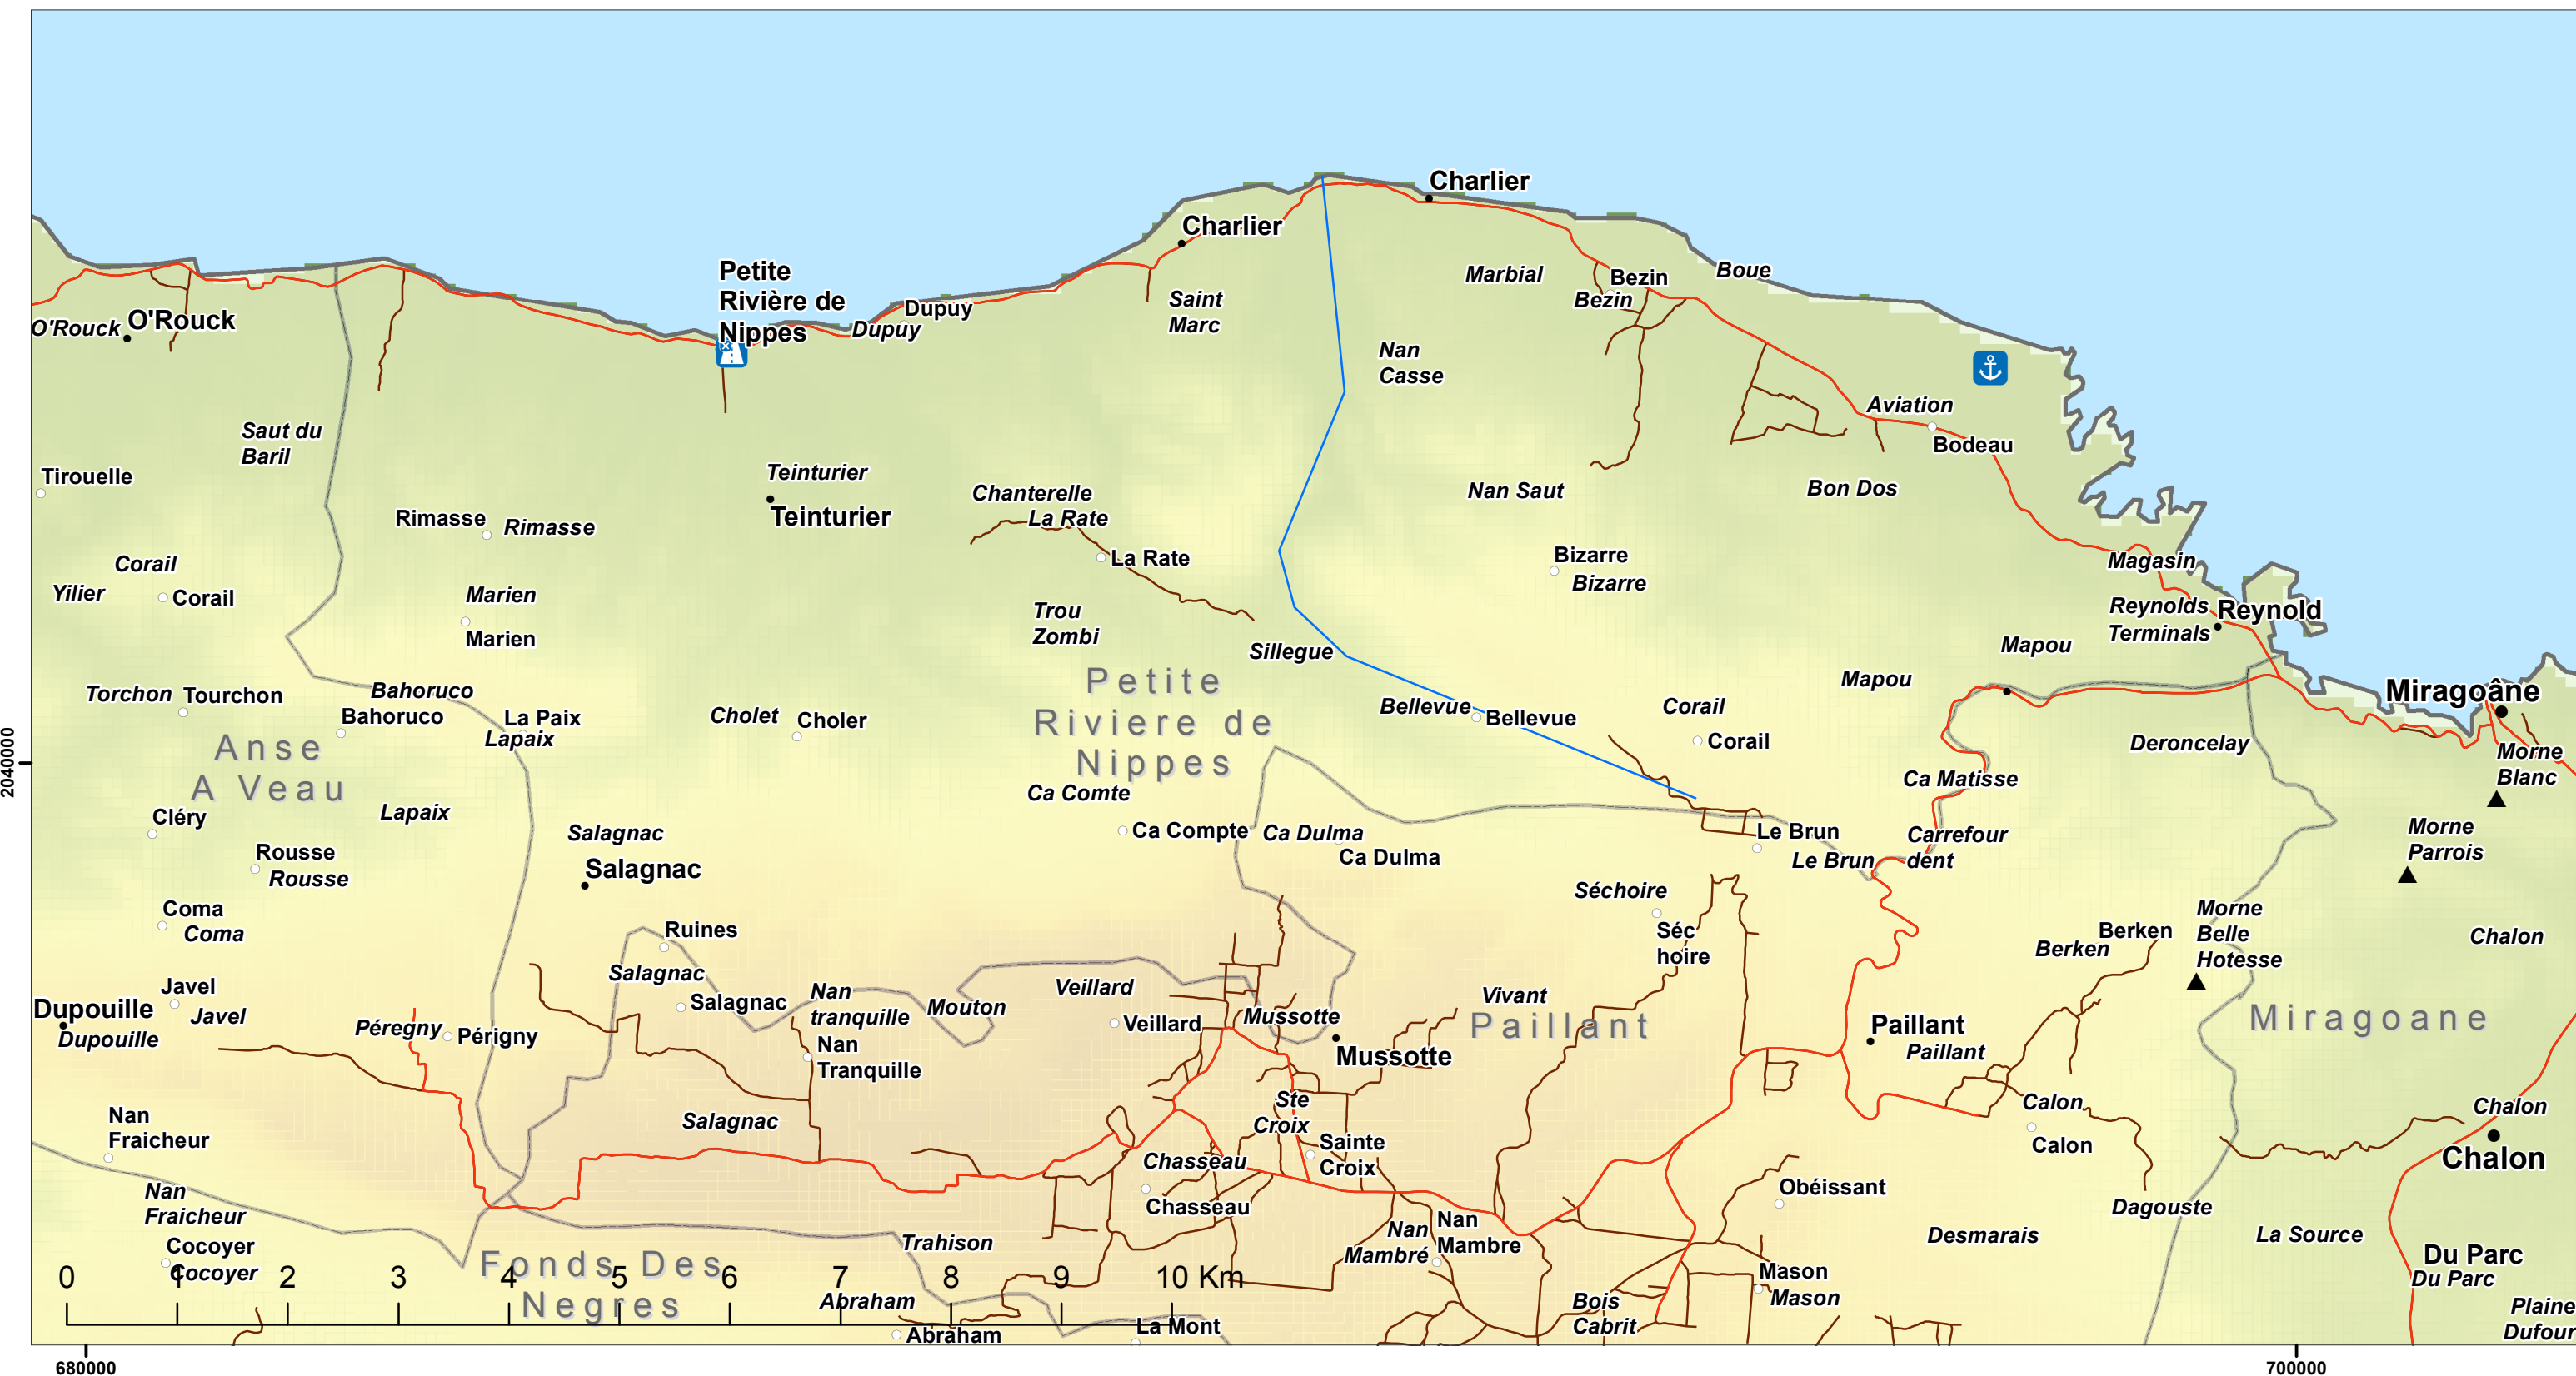 Charlier
Charlier
Petite
Rivière de
Nippes
Dupuy
Dupuy
Saint
Marc
Marbial
Bezin
Bezin
Boue
O'Rouck
O'Rouck
Nan
Casse
Aviation
Bodeau
Saut du
Baril
Tirouelle
Teinturier
Teinturier
Chanterelle
La Rate
La Rate
Nan Saut
Bon Dos
Rimasse
Rimasse
Corail
Yilier
Corail
Marien
Marien
Trou
Zombi
Sillegue
Bizarre
Bizarre
Magasin
Reynolds
Terminals
Reynold
Mapou
Mapou
Torchon
Tourchon
Bahoruco
Bahoruco
La Paix
Lapaix
Cholet
Choler
Petite
Riviere de
Nippes
Bellevue
Bellevue
Corail
Corail
Miragoâne
Deroncelay
Morne
Blanc
Anse
A Veau
2040000
Lapaix
Ca Comte
Ca Matisse
Cléry
Salagnac
Salagnac
Ca Compte
Ca Dulma
Ca Dulma
Le Brun
Le Brun
Carrefour
dent
Morne
Parrois
Rousse
Rousse
Séchoire
Séc
hoire
Coma
Coma
Ruines
Salagnac
Salagnac
Morne
Belle
Hotesse
Berken
Berken
Chalon
Javel
Javel
Dupouille
Dupouille
Péregny
Périgny
Nan
tranquille
Nan
Tranquille
Mouton
Veillard
Veillard
Mussotte
Mussotte
Vivant
Paillant
Paillant
Paillant
Miragoane
Nan
Fraicheur
Salagnac
Ste
Croix
Sainte
Croix
Calon
Calon
Chalon
Chalon
Chasseau
Chasseau
Nan
Fraicheur
Obéissant
Dagouste
Cocoyer
Cocoyer
Trahison
Nan
Mambré
Nan
Mambre
Desmarais
La Source
Du Parc
Du Parc
Fonds Des
Negres
Mason
Mason
0 1 2 3 4 5 6 7 8 9 10 Km
Abraham
Abraham
La Mont
Bois
Cabrit
Plaine
Dufour
680000
700000